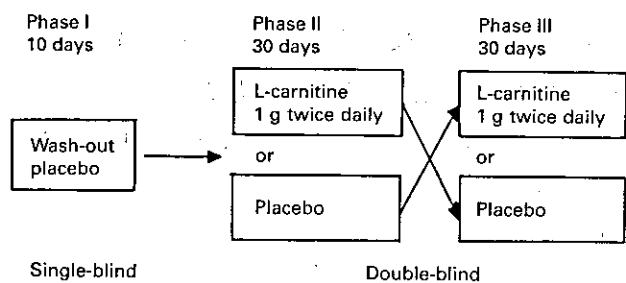 Phase I
10 days
Phase II
30 days
Phase III
30 days
Wash-out
placebo
L-carnitine
1 g twice daily
or
Placebo
L-carnitine
1 g twice daily
or
Placebo
Single-blind
Double-blind